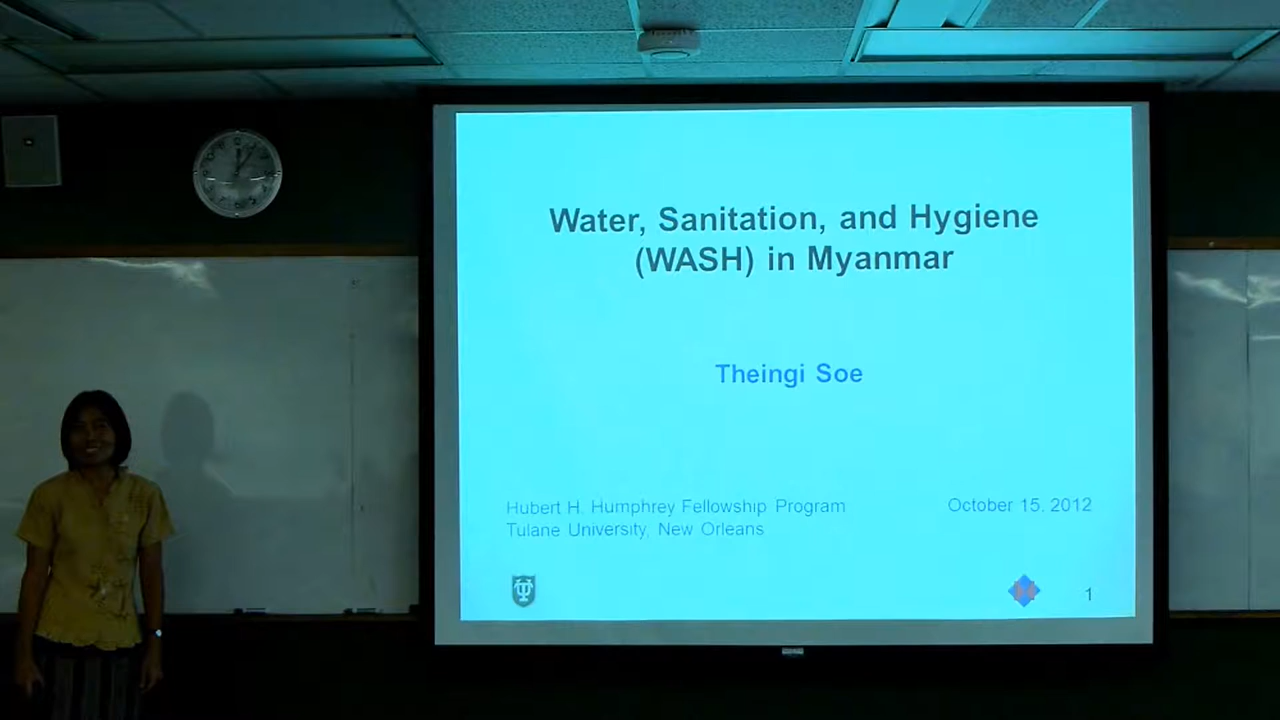 Water, Sanitation, and Hygiene
(WASH) in Myanmar
Theingi Soe
Hubert H. Humphrey Fellowship Program
Tulane University, New Orleans
October 15, 2012
1